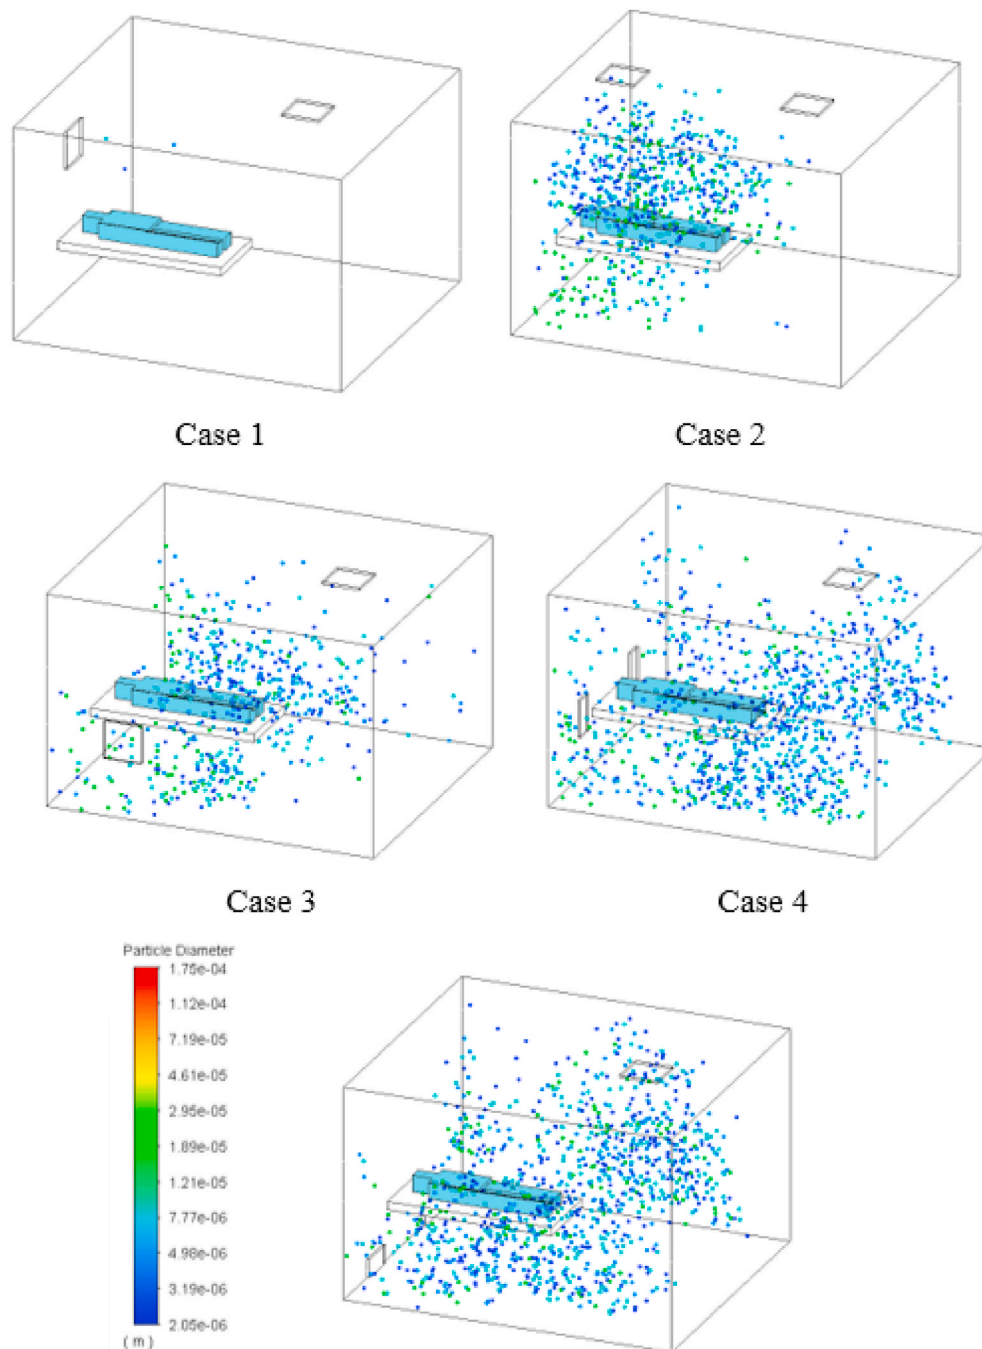 Case 1
Case 2
Case 3
Case 4
Particle Diameter
1.75e-04
1.12e-04
7.19e-05
4.61e-05
2.95e-05
1.89e-05
1.21e-05
7.77e-06
4.98e-06
3.19e-06
2.05e-06
( m )